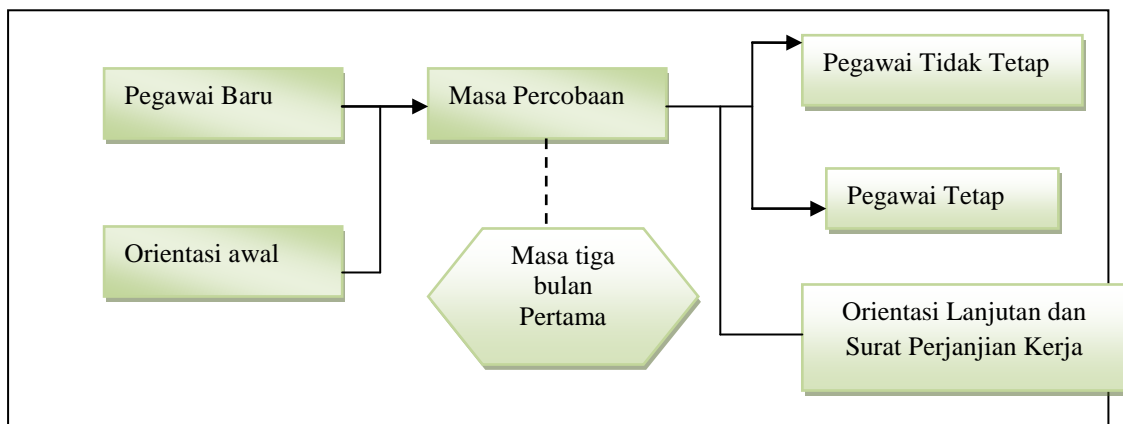 Pegawai Baru
Masa Percobaan
Pegawai Tidak Tetap
Pegawai Tetap
Orientasi awal
Masa tiga
bulan
Pertama
Orientasi Lanjutan dan
Surat Perjanjian Kerja